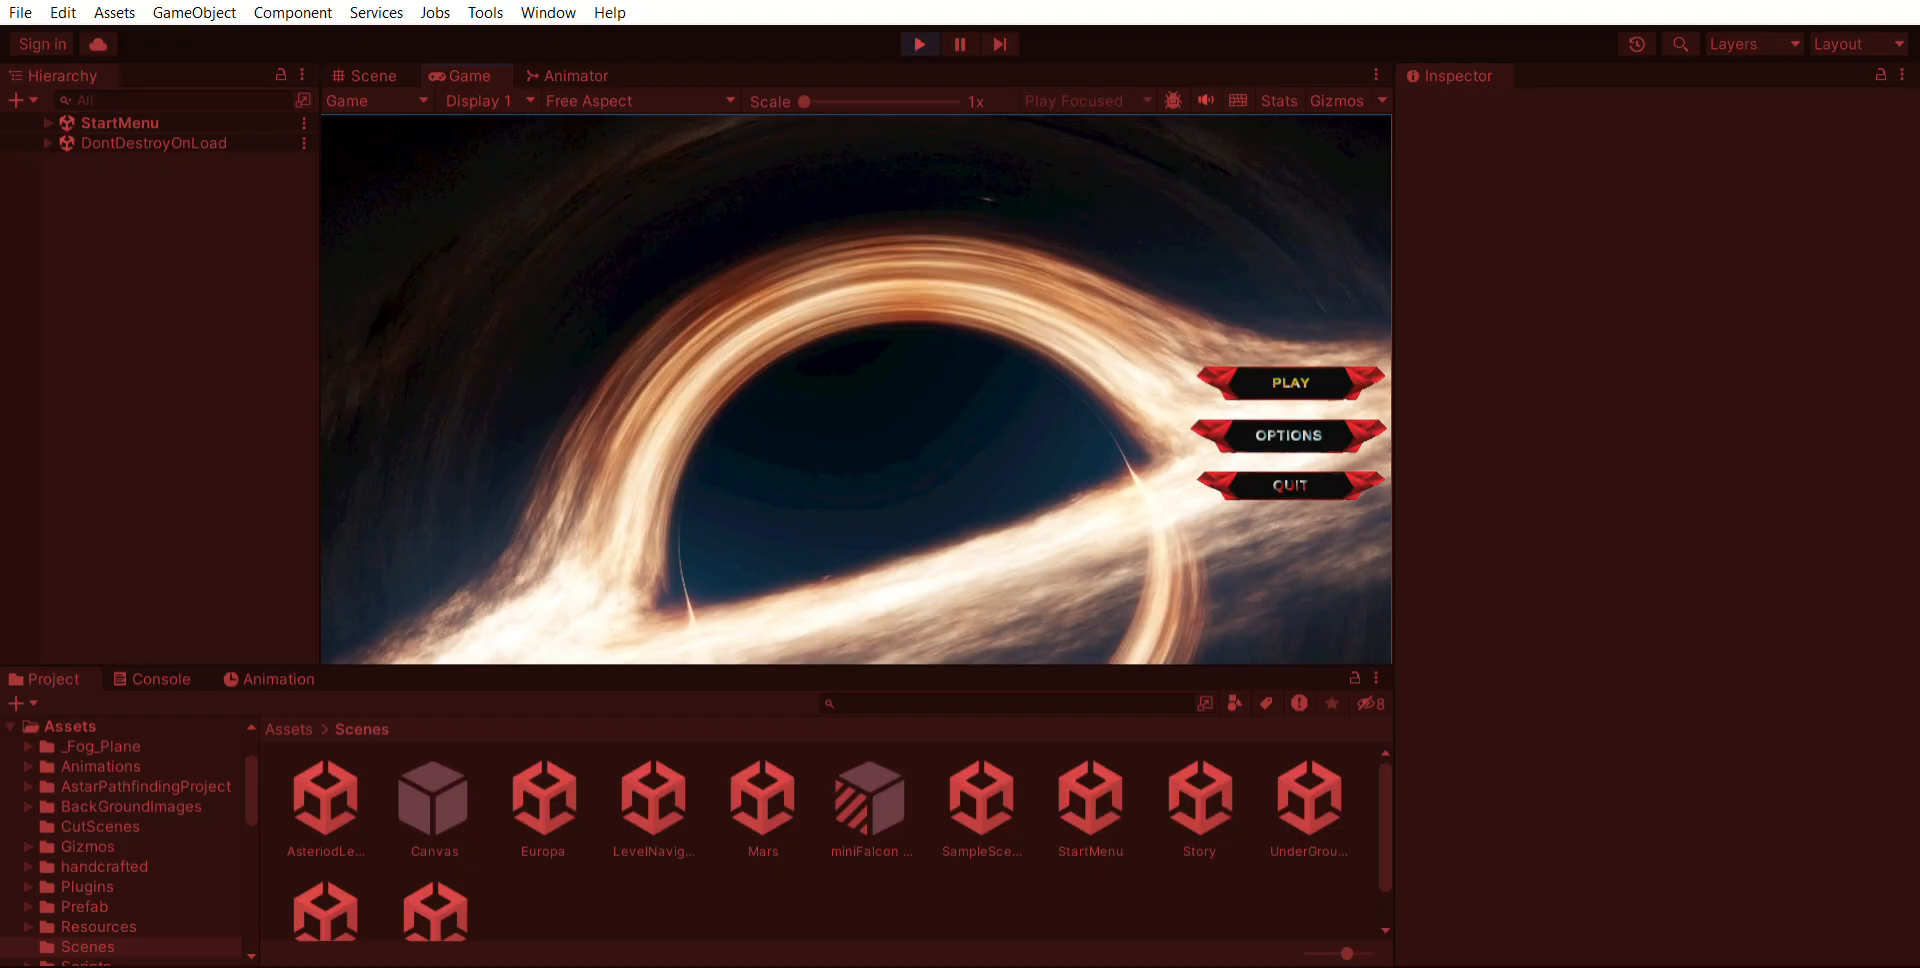 File Edit Assets GameObject Component Services Jobs Tools Window Help
Sign in Layers Layout
Hierarchy Scene Game Animator Inspector
All Game Display 1 Free Aspect Scale 1x Play Focused Stats Gizmos
StartMenu
DontDestroyOnLoad
PLAY
OPTIONS
QUIT
Project Console Animation
8
Assets
Assets > Scenes
_Fog_Plane
Animations
AstarPathfindingProject
BackGroundImages
CutScenes
Gizmos
handcrafted
Plugins
Prefab
Resources
Scenes
Scripts
AsteriodLe... Canvas Europa LevelNavig... Mars miniFalcon ... SampleSce... StartMenu Story UnderGrou...